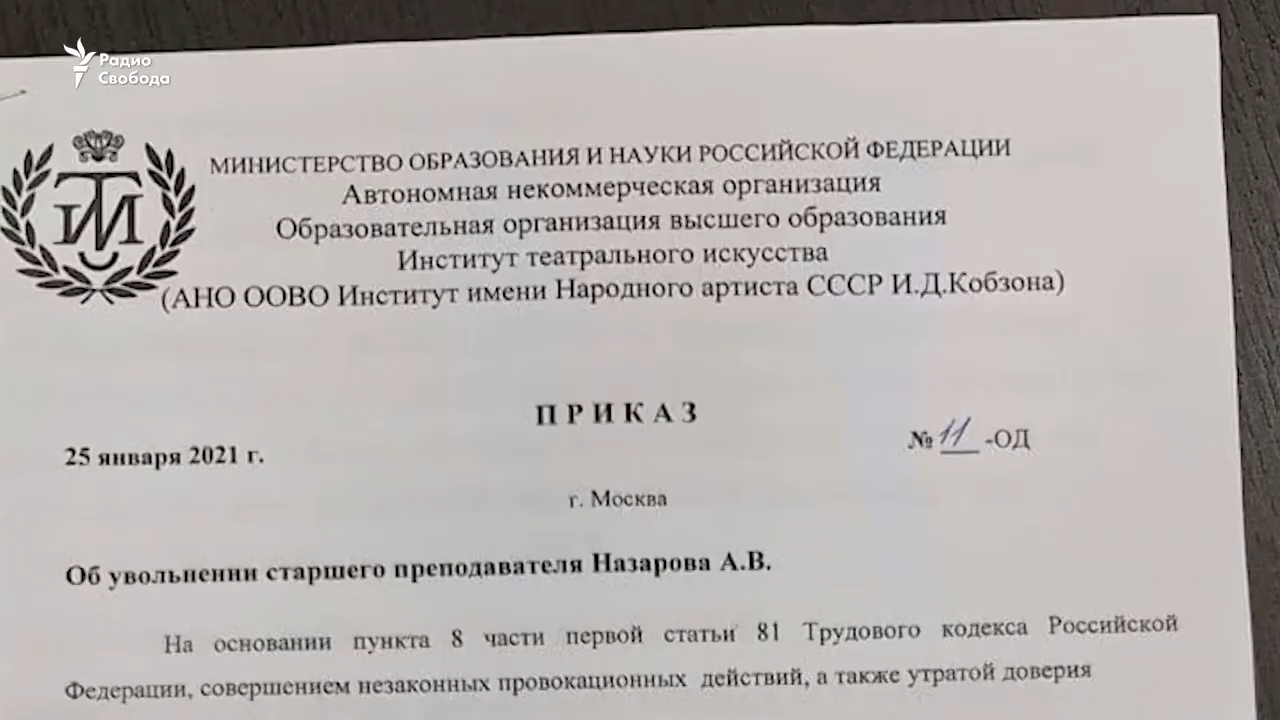 Радио
Свобода
МИНИСТЕРСТВО ОБРАЗОВАНИЯ И НАУКИ РОССИЙСКОЙ ФЕДЕРАЦИИ
Автономная некоммерческая организация
Образовательная организация высшего образования
Институт театрального искусства
(АНО ООВО Институт имени Народного артиста СССР И.Д.Кобзона)
ИТИ
ПРИКАЗ
25 января 2021 г.
№ 11 -ОД
г. Москва
Об увольнении старшего преподавателя Назарова А.В.
На основании пункта 8 части первой статьи 81 Трудового кодекса Российской
Федерации, совершением незаконных провокационных действий, а также утратой доверия